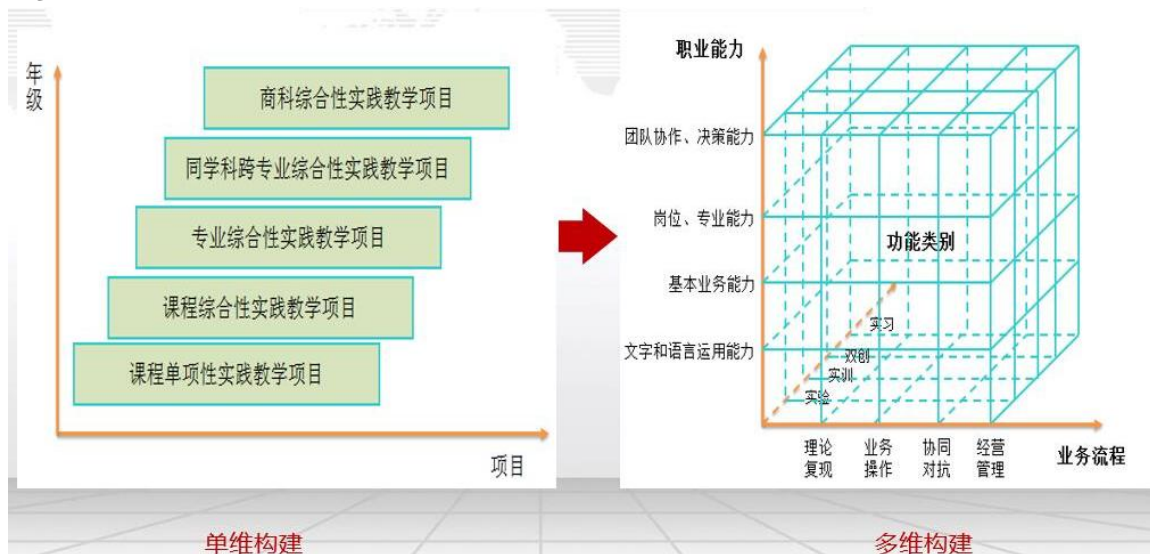 年
级
商科综合性实践教学项目
同学科跨专业综合性实践教学项目
专业综合性实践教学项目
课程综合性实践教学项目
课程单项性实践教学项目
项目
单维构建
职业能力
团队协作、决策能力
岗位、专业能力
基本业务能力
文字和语言运用能力
功能类别
实习
双创
实训
实验
理论 业务 协同 经营
复现 操作 对抗 管理
业务流程
多维构建